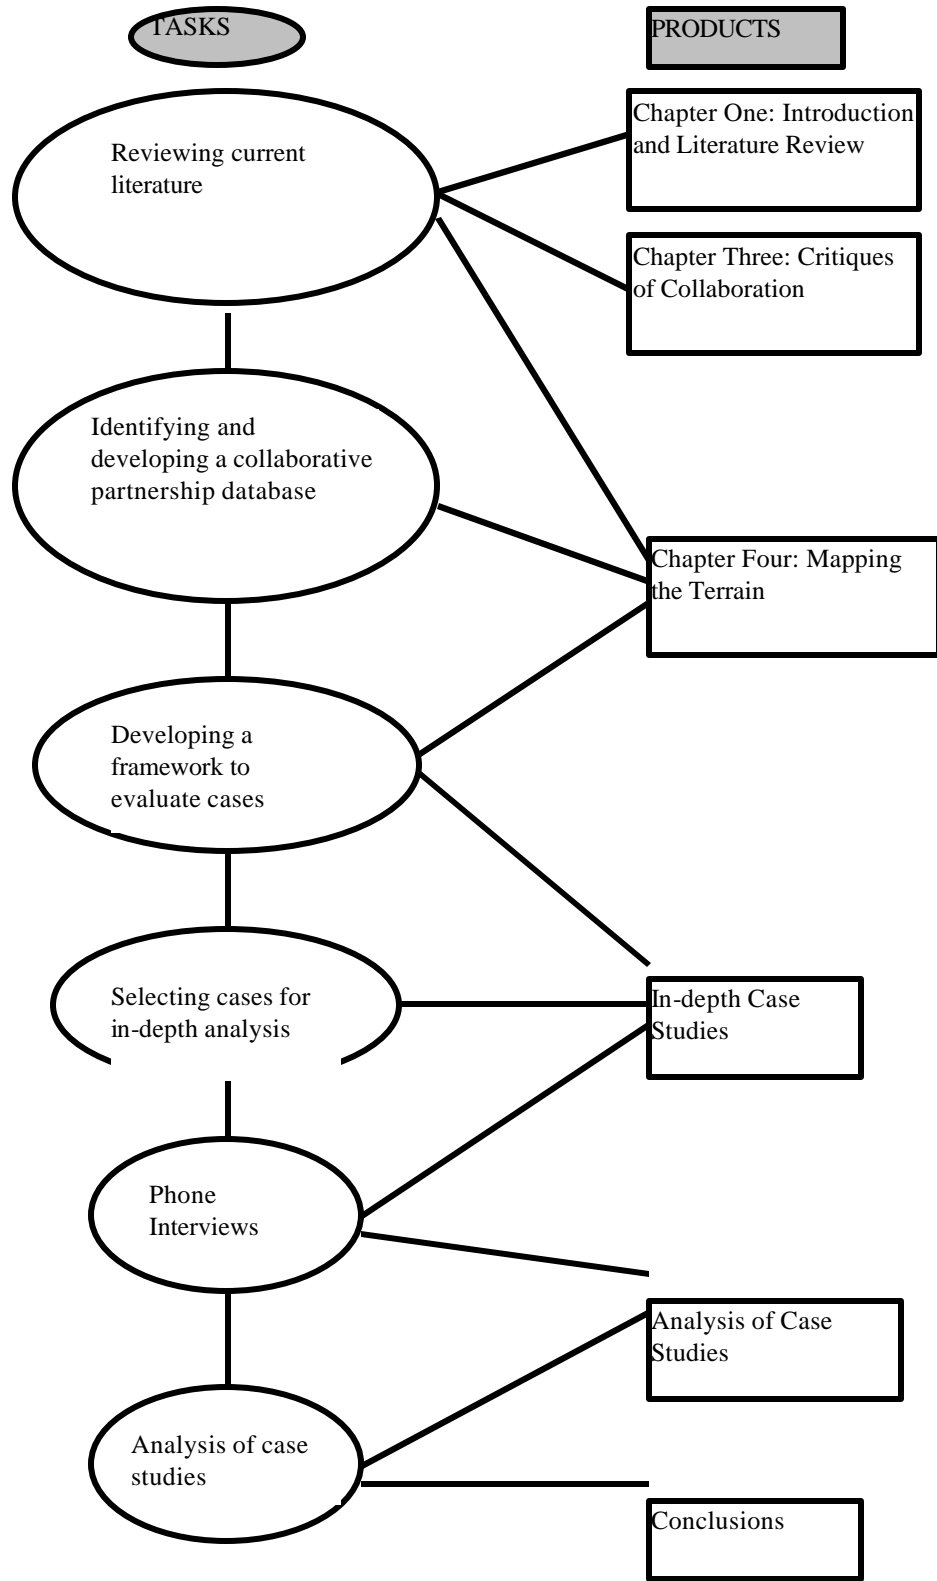 TASKS
PRODUCTS
Reviewing current
literature
Chapter One: Introduction
and Literature Review
Chapter Three: Critiques
of Collaboration
Identifying and
developing a collaborative
partnership database
Chapter Four: Mapping
the Terrain
Developing a
framework to
evaluate cases
Selecting cases for
in-depth analysis
In-depth Case
Studies
Phone
Interviews
Analysis of Case
Studies
Analysis of case
studies
Conclusions